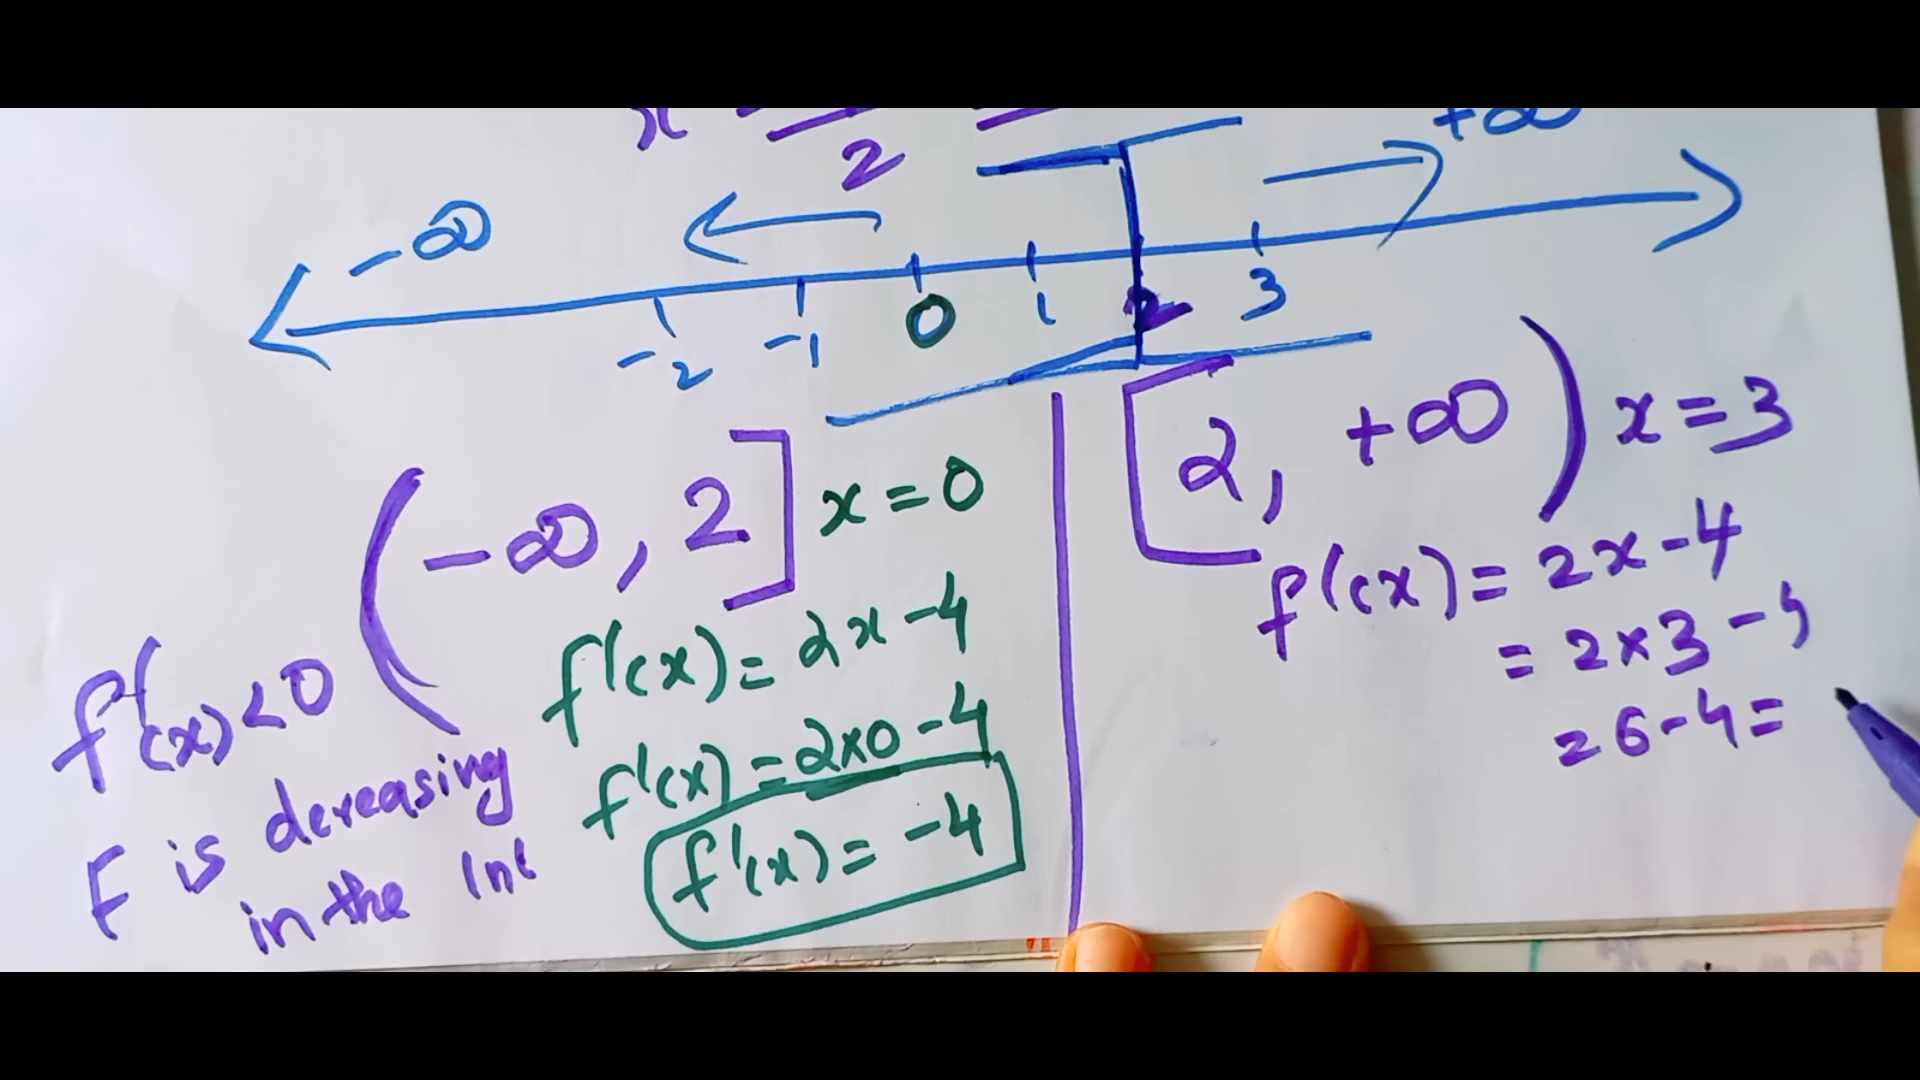 x = 2
-∞ +∞
-2 -1 0 1 2 3
(-∞, 2] x = 0
f'(x) = 2x - 4
f'(x) = 2×0 - 4
f'(x) = -4
f'(x) < 0
F is decreasing
in the Int
[2, +∞) x = 3
f'(x) = 2x - 4
= 2×3 - 4
= 6 - 4 =